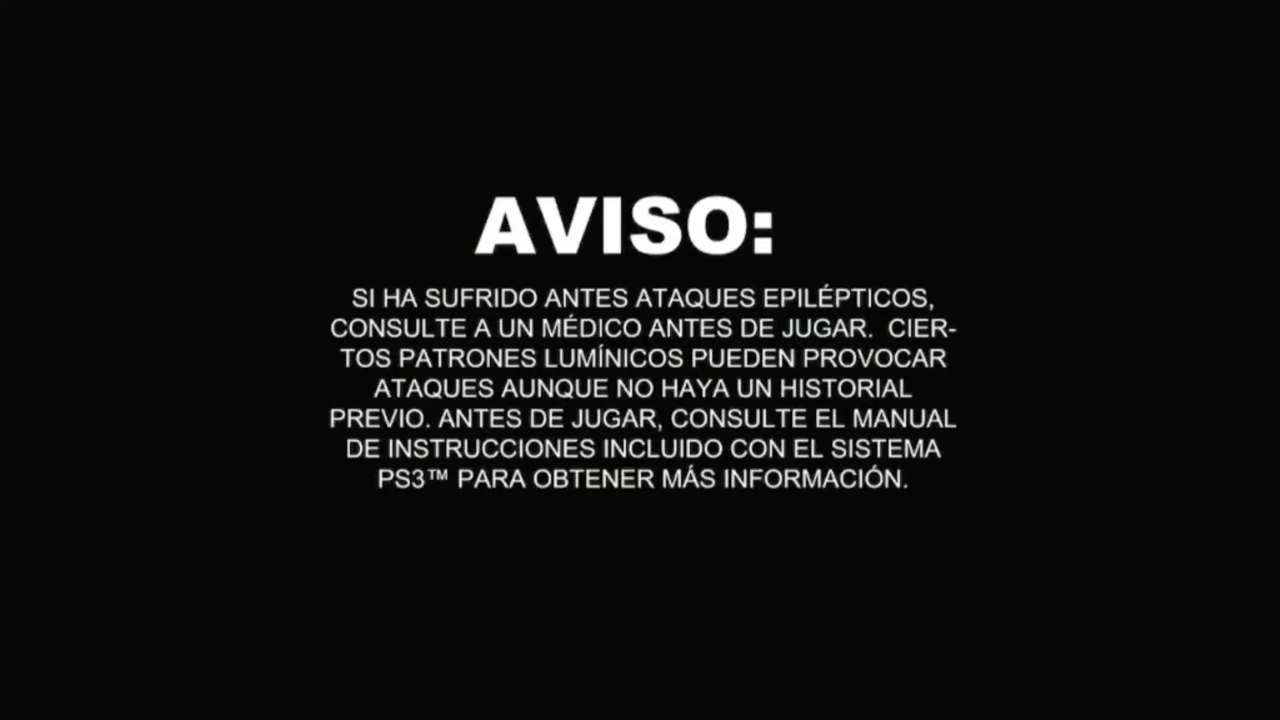 AVISO:
SI HA SUFRIDO ANTES ATAQUES EPILÉPTICOS,
CONSULTE A UN MÉDICO ANTES DE JUGAR.  CIER-
TOS PATRONES LUMÍNICOS PUEDEN PROVOCAR
ATAQUES AUNQUE NO HAYA UN HISTORIAL
PREVIO. ANTES DE JUGAR, CONSULTE EL MANUAL
DE INSTRUCCIONES INCLUIDO CON EL SISTEMA
PS3™ PARA OBTENER MÁS INFORMACIÓN.